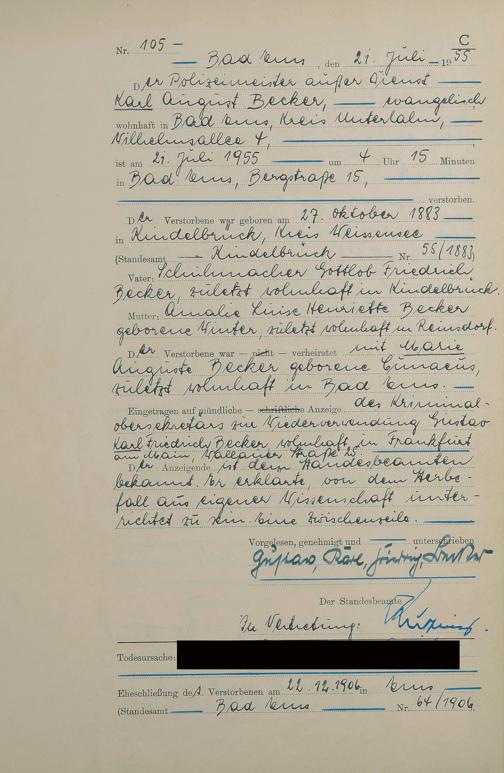 C
Nr. 105 –
Bad Ems, den 21. Juli 1955
Der Polizeimeister außer Dienst
Karl August Becker, evangelisch
wohnhaft in Bad Ems, Kreis Unterlahn,
Wilhelmsallee 4,
ist am 21. Juli 1955 um 4 Uhr 15 Minuten
in Bad Ems, Bergstraße 15,
verstorben.
Der Verstorbene war geboren am 27. Oktober 1883
in Kindelbrück, Kreis Weissensee
(Standesamt Kindelbrück Nr. 55/1883)
Vater: Schuhmacher Gottlob Friedrich
Becker, zuletzt wohnhaft in Kindelbrück.
Mutter: Amalie Luise Henriette Becker
geborene Winter, zuletzt wohnhaft in Reinsdorf.
Der Verstorbene war – nicht – verheiratet mit Marie
Auguste Becker geborene
zuletzt wohnhaft in Bad Ems. –
Eingetragen auf mündliche – schriftliche Anzeige des Kriminal-
obersekretärs zur Wiederverwendung Gustav
Karl Friedrich Becker wohnhaft in Frankfurt
am Main, Wallauer Straße
Der Anzeigende ist dem Standesbeamten
bekannt. Er erklärte, von dem Sterbe-
fall aus eigener Wissenschaft unter-
richtet zu sein. Eine Zwischenzeile.
Vorgelesen, genehmigt und unterschrieben
Gustav, Karl, Friedrich, Becker
Der Standesbeamte
In Vertretung:
Todesursache:
Eheschließung des Verstorbenen am 22.12.1906 in Ems
(Standesamt Bad Ems Nr. 64/1906